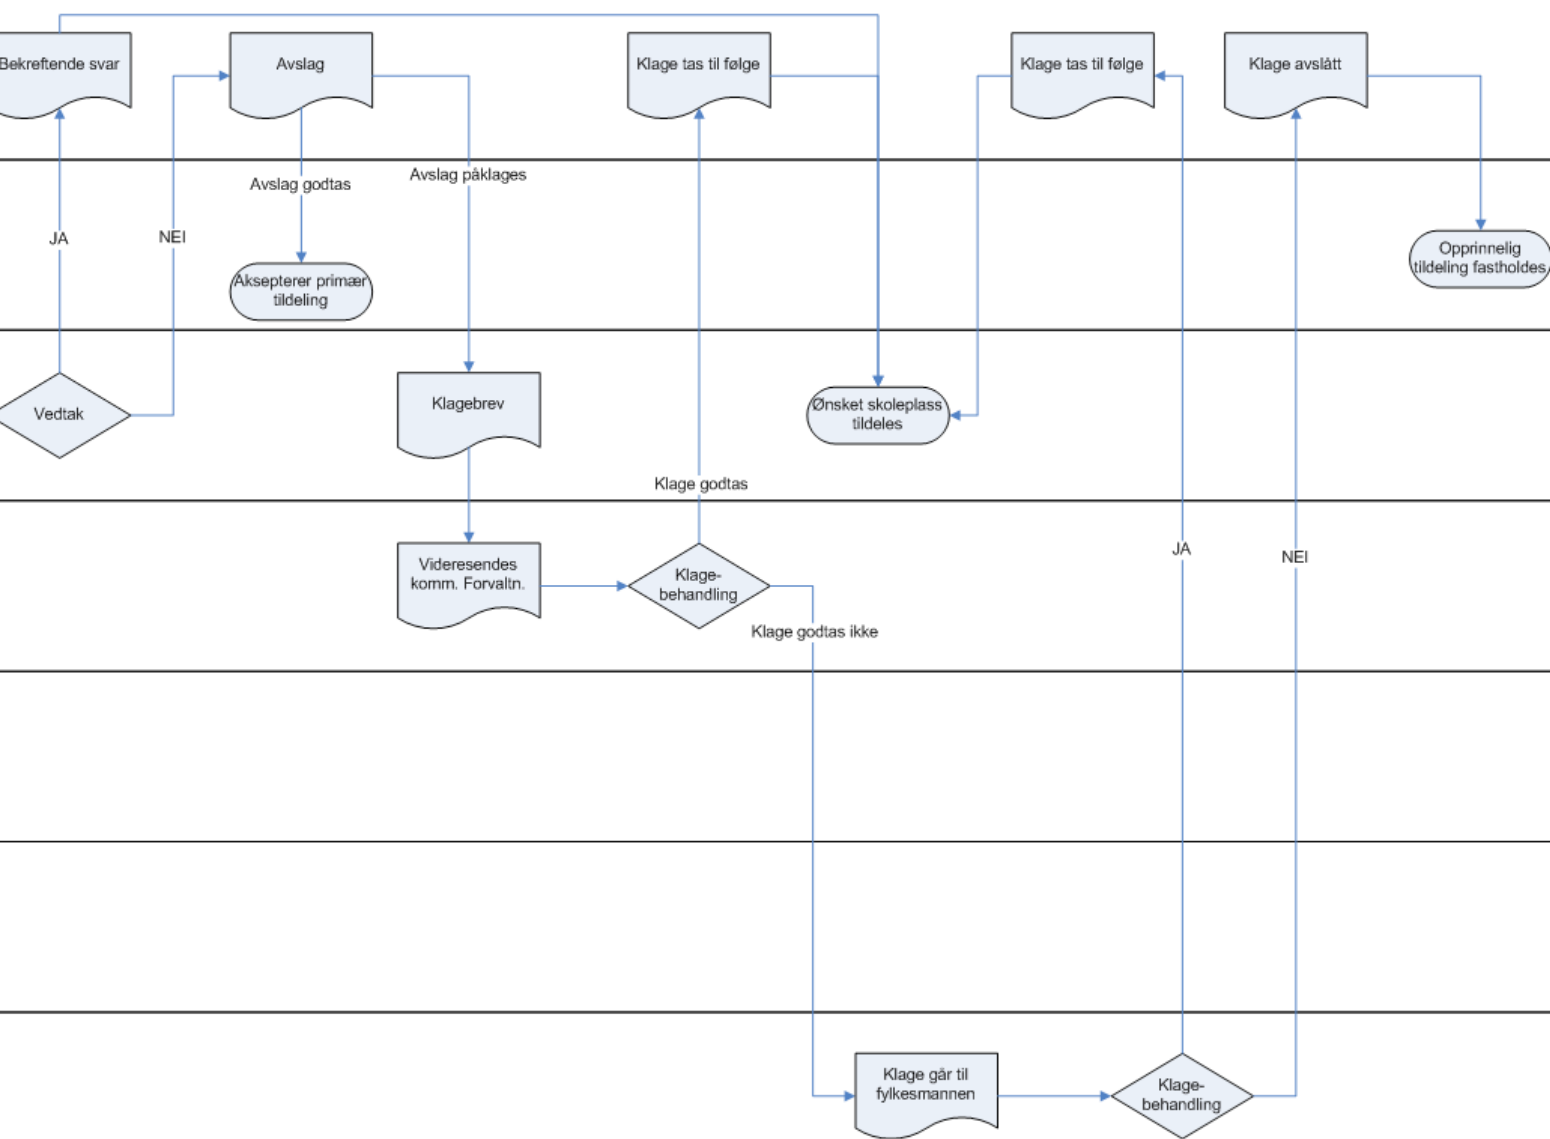 Bekreftende svar
Avslag
Klage tas til følge
Klage tas til følge
Klage avslått
Avslag godtas
Avslag påklages
JA
NEI
Opprinnelig
tildeling fastholdes
Aksepterer primær
tildeling
Vedtak
Klagebrev
Ønsket skoleplass
tildeles
Klage godtas
JA
NEI
Videresendes
komm. Forvaltn.
Klage-
behandling
Klage godtas ikke
Klage går til
fylkesmannen
Klage-
behandling